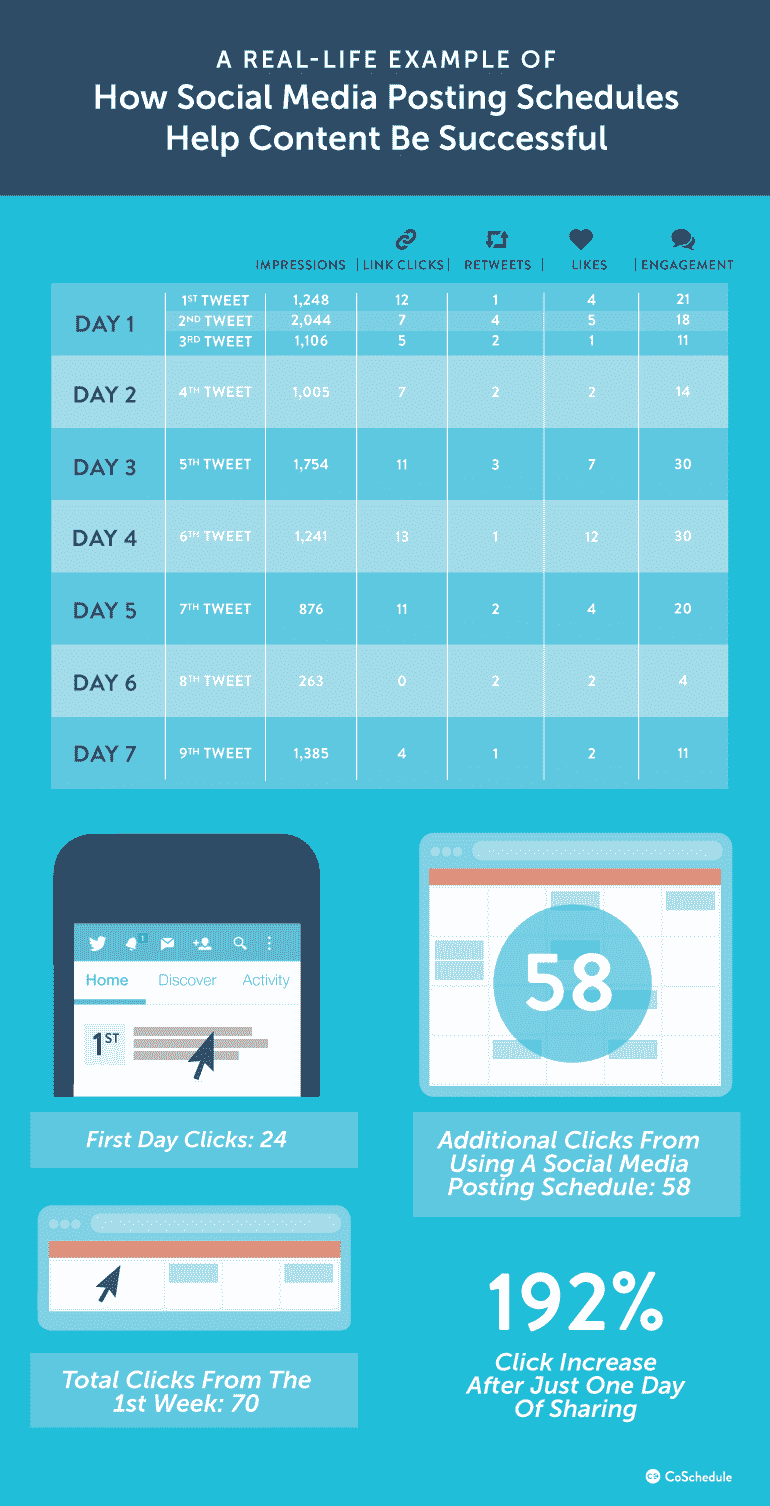 A REAL-LIFE EXAMPLE OF
How Social Media Posting Schedules
Help Content Be Successful
IMPRESSIONS | LINK CLICKS | RETWEETS | LIKES | ENGAGEMENT
DAY 1
1ST TWEET 1,248 12 1 4 21
2ND TWEET 2,044 7 4 5 18
3RD TWEET 1,106 5 2 1 11
DAY 2 4TH TWEET 1,005 7 2 2 14
DAY 3 5TH TWEET 1,754 11 3 7 30
DAY 4 6TH TWEET 1,241 13 1 12 30
DAY 5 7TH TWEET 876 11 2 4 20
DAY 6 8TH TWEET 263 0 2 2 4
DAY 7 9TH TWEET 1,385 4 1 2 11
1
Home Discover Activity
1ST
First Day Clicks: 24
58
Additional Clicks From
Using A Social Media
Posting Schedule: 58
Total Clicks From The
1st Week: 70
192%
Click Increase
After Just One Day
Of Sharing
CoSchedule